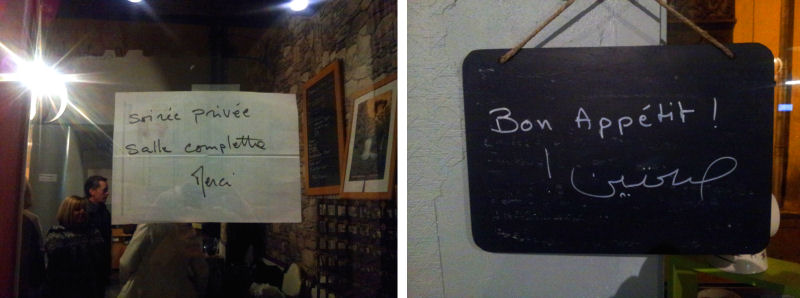 soirée privée
salle complette
Merci
Bon Appétit !
صحتين !